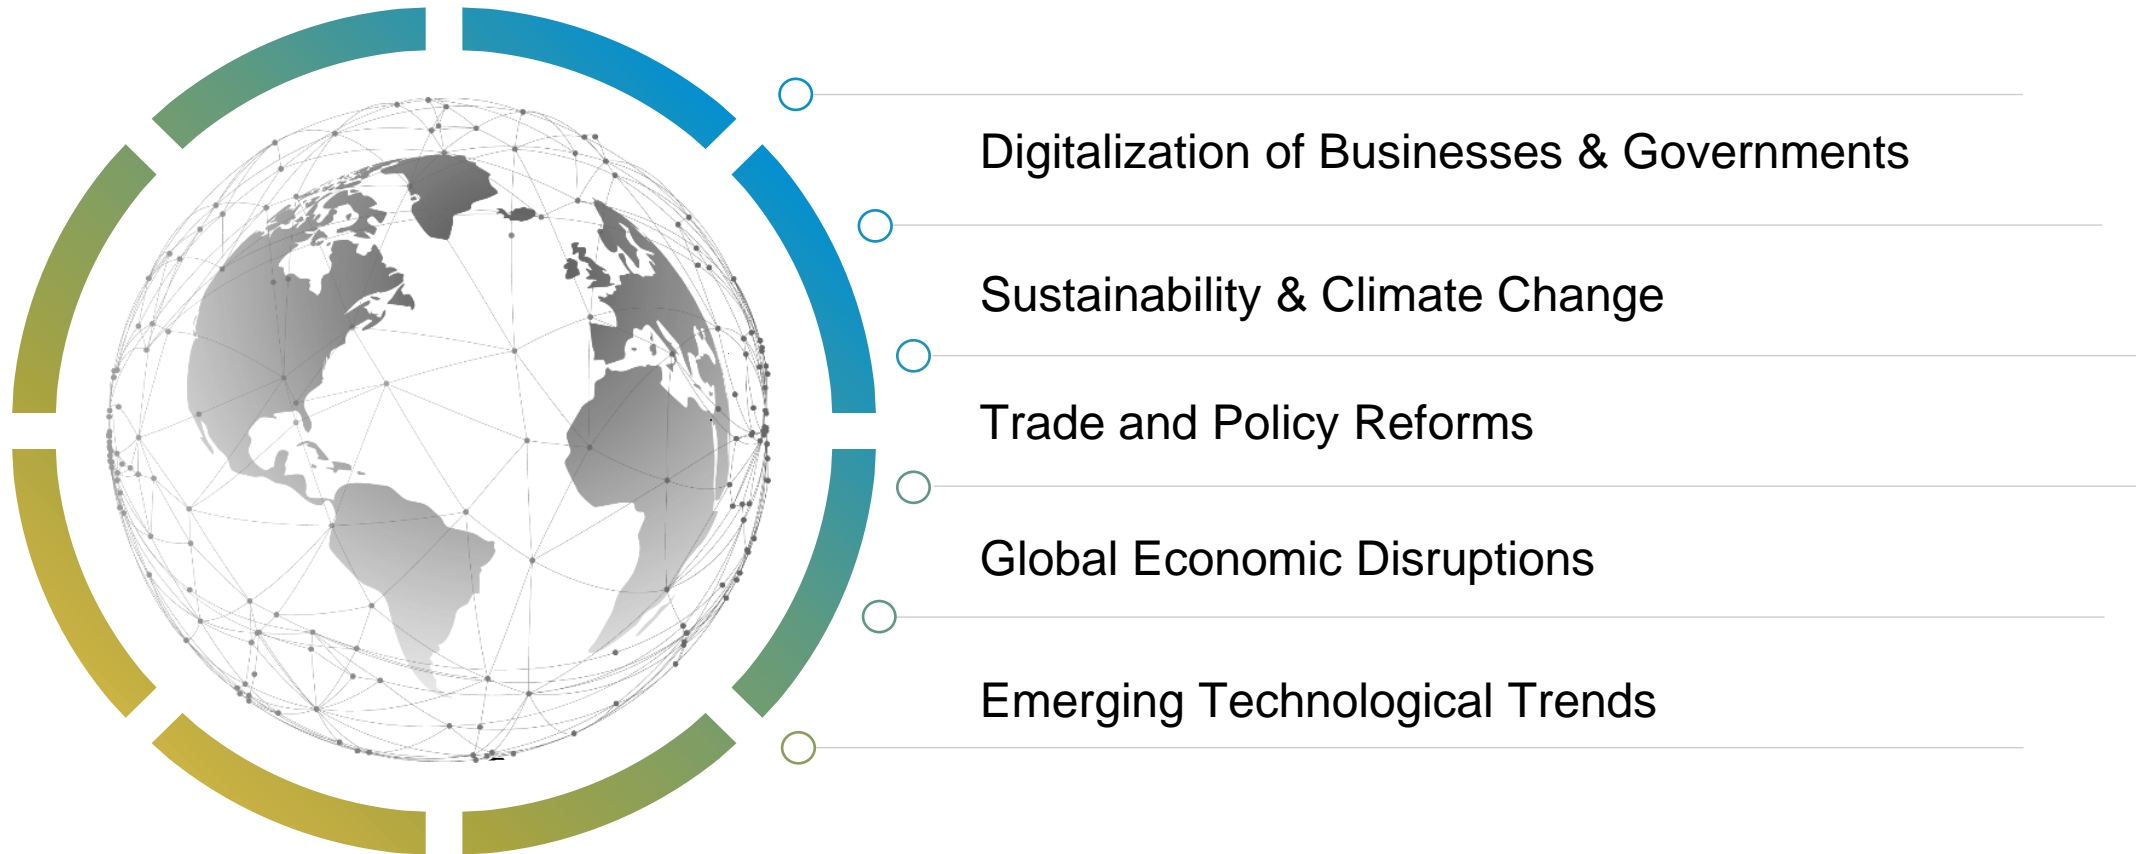 Digitalization of Businesses & Governments
Sustainability & Climate Change
Trade and Policy Reforms
Global Economic Disruptions
Emerging Technological Trends